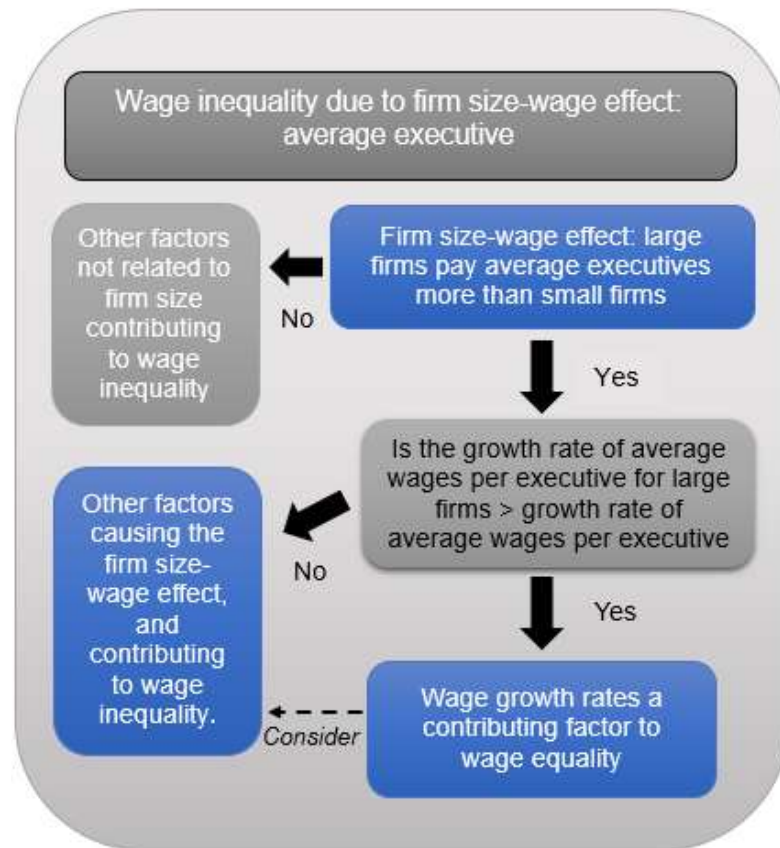 Wage inequality due to firm size-wage effect:
average executive
Other factors
not related to
firm size
contributing
to wage
inequality
Firm size-wage effect: large
firms pay average executives
more than small firms
No
Yes
Is the growth rate of average
wages per executive for large
firms > growth rate of
average wages per executive
Other factors
causing the
firm size-
wage effect,
and
contributing
to wage
inequality.
No
Yes
Wage growth rates a
contributing factor to
wage equality
Consider